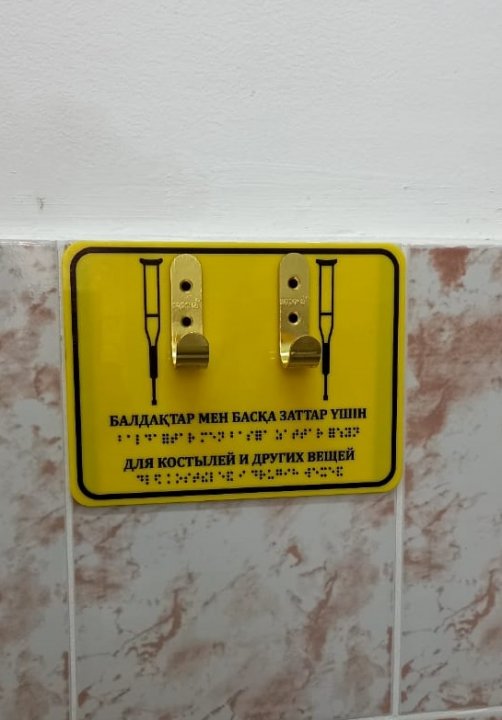 БАЛДАҚТАР МЕН БАСҚА ЗАТТАР ҮШІН
ДЛЯ КОСТЫЛЕЙ И ДРУГИХ ВЕЩЕЙ